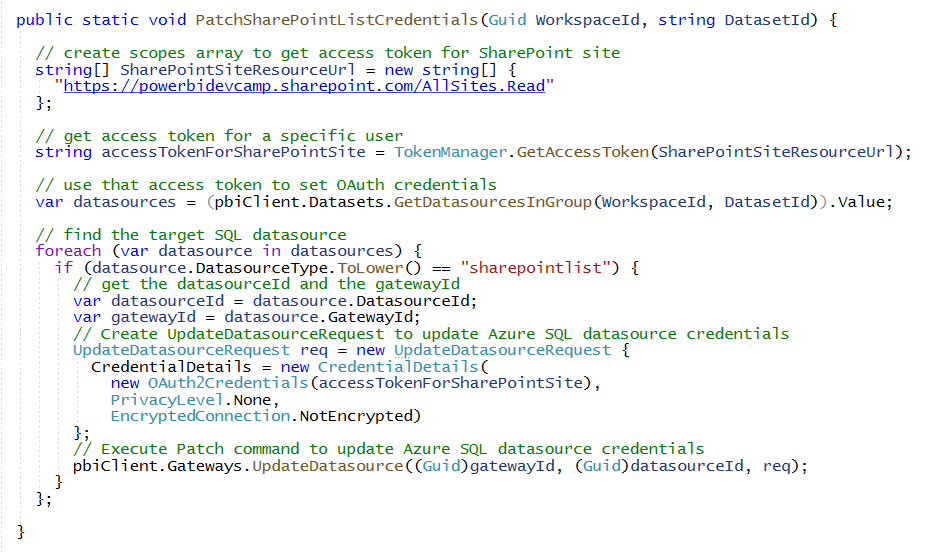 public static void PatchSharePointListCredentials(Guid WorkspaceId, string DatasetId) {
// create scopes array to get access token for SharePoint site
string[] SharePointSiteResourceUrl = new string[] {
"https://powerbidevcamp.sharepoint.com/AllSites.Read"
};
// get access token for a specific user
string accessTokenForSharePointSite = TokenManager.GetAccessToken(SharePointSiteResourceUrl);
// use that access token to set OAuth credentials
var datasources = (pbiClient.Datasets.GetDatasourcesInGroup(WorkspaceId, DatasetId)).Value;
// find the target SQL datasource
foreach (var datasource in datasources) {
if (datasource.DatasourceType.ToLower() == "sharepointlist") {
// get the datasourceId and the gatewayId
var datasourceId = datasource.DatasourceId;
var gatewayId = datasource.GatewayId;
// Create UpdateDatasourceRequest to update Azure SQL datasource credentials
UpdateDatasourceRequest req = new UpdateDatasourceRequest {
CredentialDetails = new CredentialDetails(
new OAuth2Credentials(accessTokenForSharePointSite),
PrivacyLevel.None,
EncryptedConnection.NotEncrypted)
};
// Execute Patch command to update Azure SQL datasource credentials
pbiClient.Gateways.UpdateDatasource((Guid)gatewayId, (Guid)datasourceId, req);
}
};
}